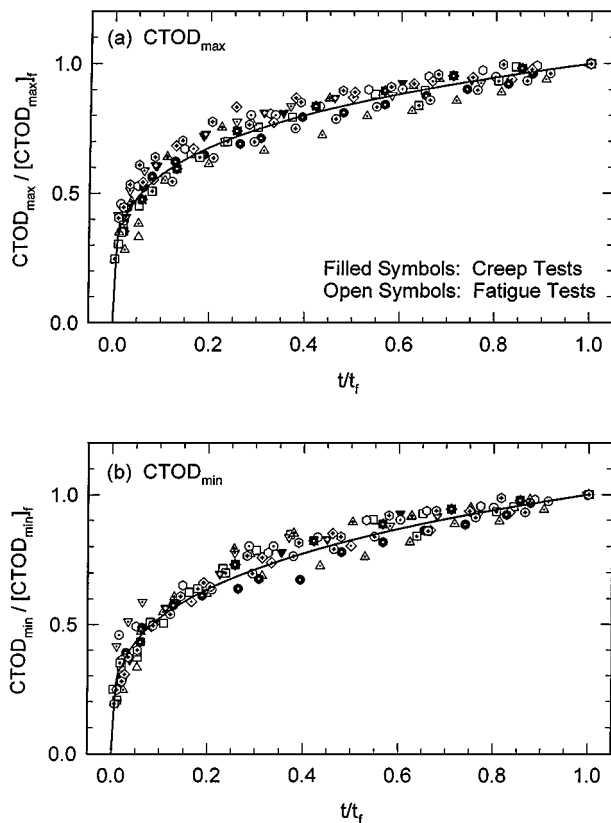 (a) CTOD_max
1.0
0.5
0.0
CTOD_max / [CTOD_max]_f
Filled Symbols: Creep Tests
Open Symbols: Fatigue Tests
0.0 0.2 0.4 0.6 0.8 1.0
t/t_f
(b) CTOD_min
1.0
0.5
0.0
CTOD_min / [CTOD_min]_f
0.0 0.2 0.4 0.6 0.8 1.0
t/t_f